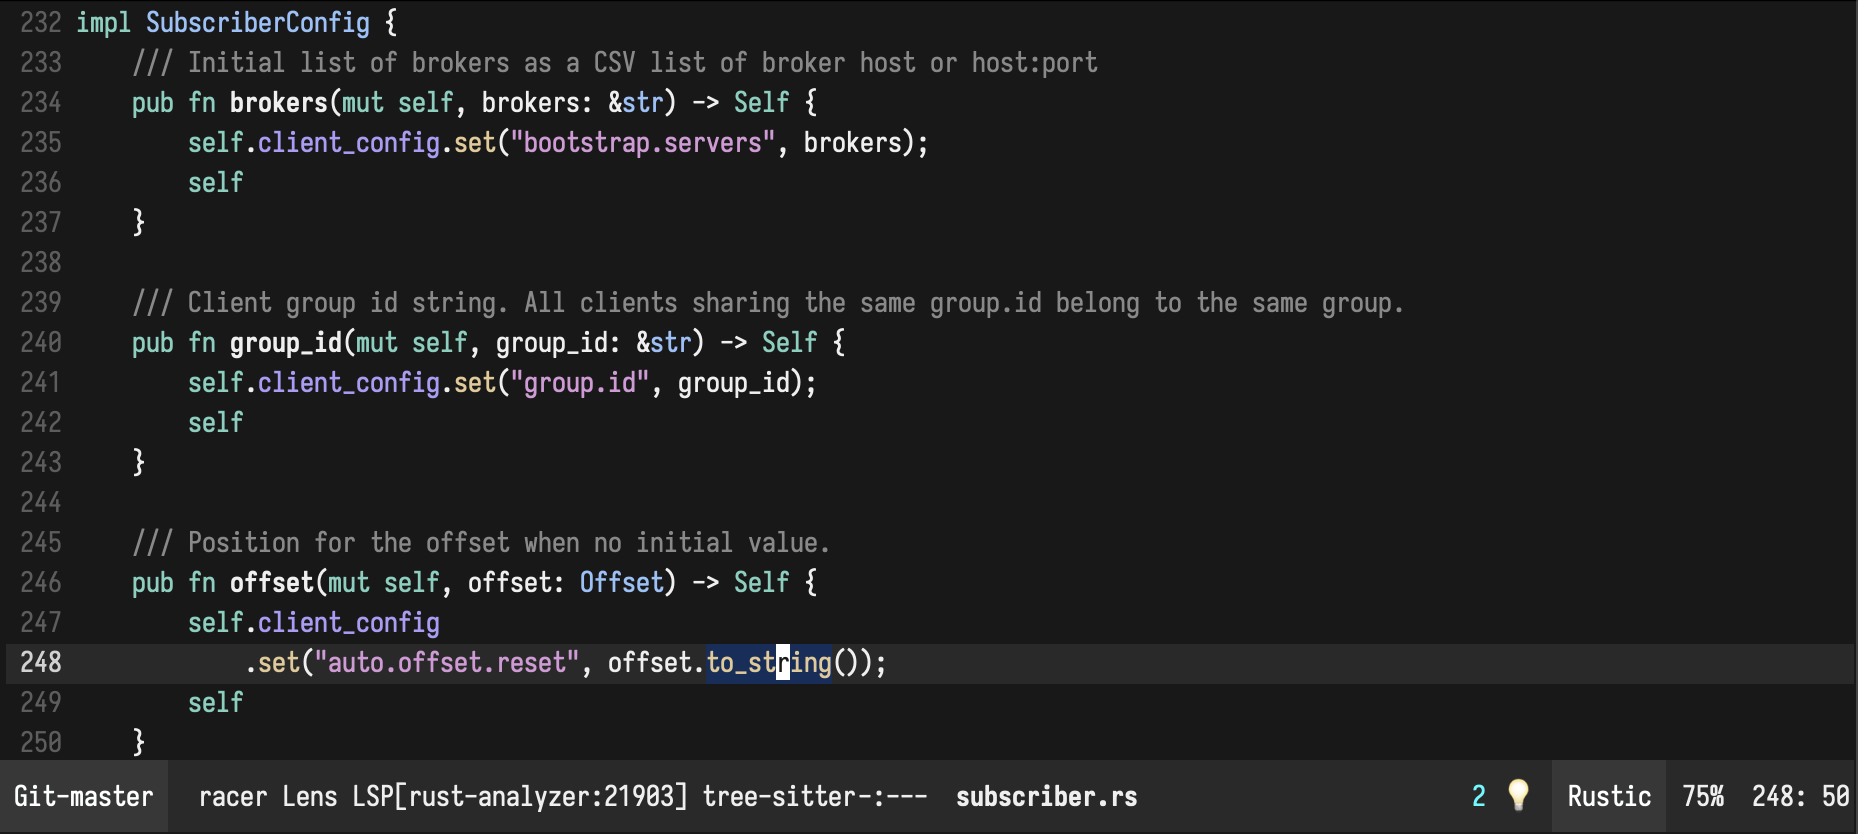 232 impl SubscriberConfig {
233     /// Initial list of brokers as a CSV list of broker host or host:port
234     pub fn brokers(mut self, brokers: &str) -> Self {
235         self.client_config.set("bootstrap.servers", brokers);
236         self
237     }
238
239     /// Client group id string. All clients sharing the same group.id belong to the same group.
240     pub fn group_id(mut self, group_id: &str) -> Self {
241         self.client_config.set("group.id", group_id);
242         self
243     }
244
245     /// Position for the offset when no initial value.
246     pub fn offset(mut self, offset: Offset) -> Self {
247         self.client_config
248             .set("auto.offset.reset", offset.to_string());
249         self
250     }
Git-master racer Lens LSP[rust-analyzer:21903] tree-sitter-:--- subscriber.rs 2 Rustic 75% 248: 50